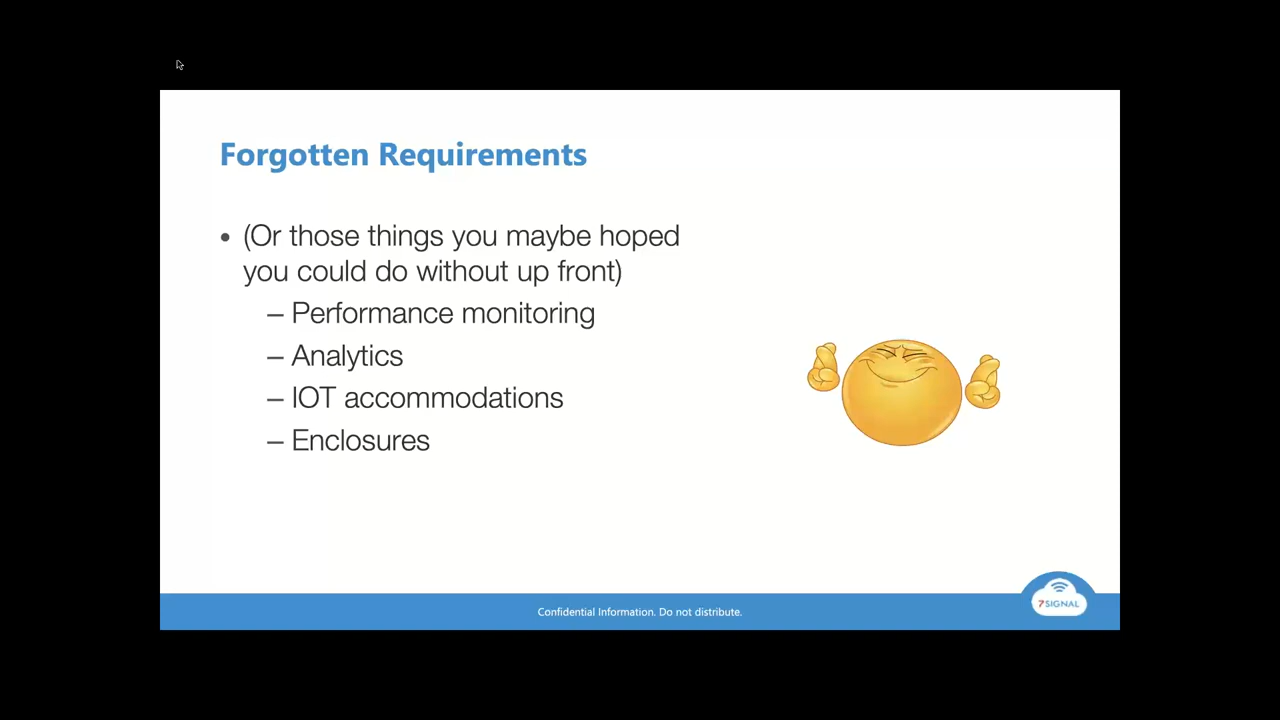 Forgotten Requirements
• (Or those things you maybe hoped
you could do without up front)
– Performance monitoring
– Analytics
– IOT accommodations
– Enclosures
Confidential Information. Do not distribute.
7SIGNAL